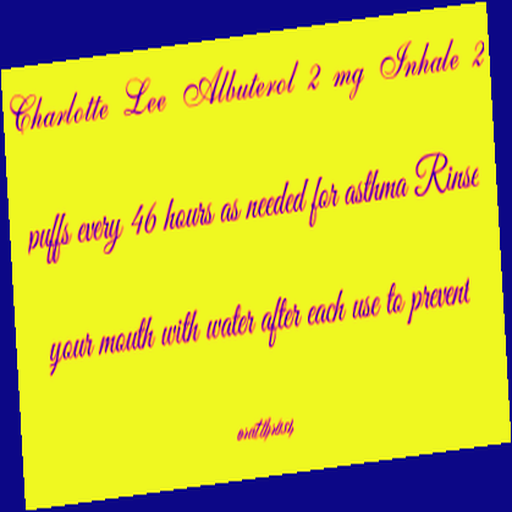 Charlotte Lee Albuterol 2 mg Inhale 2
puffs every 46 hours as needed for asthma Rinse
your mouth with water after each use to prevent